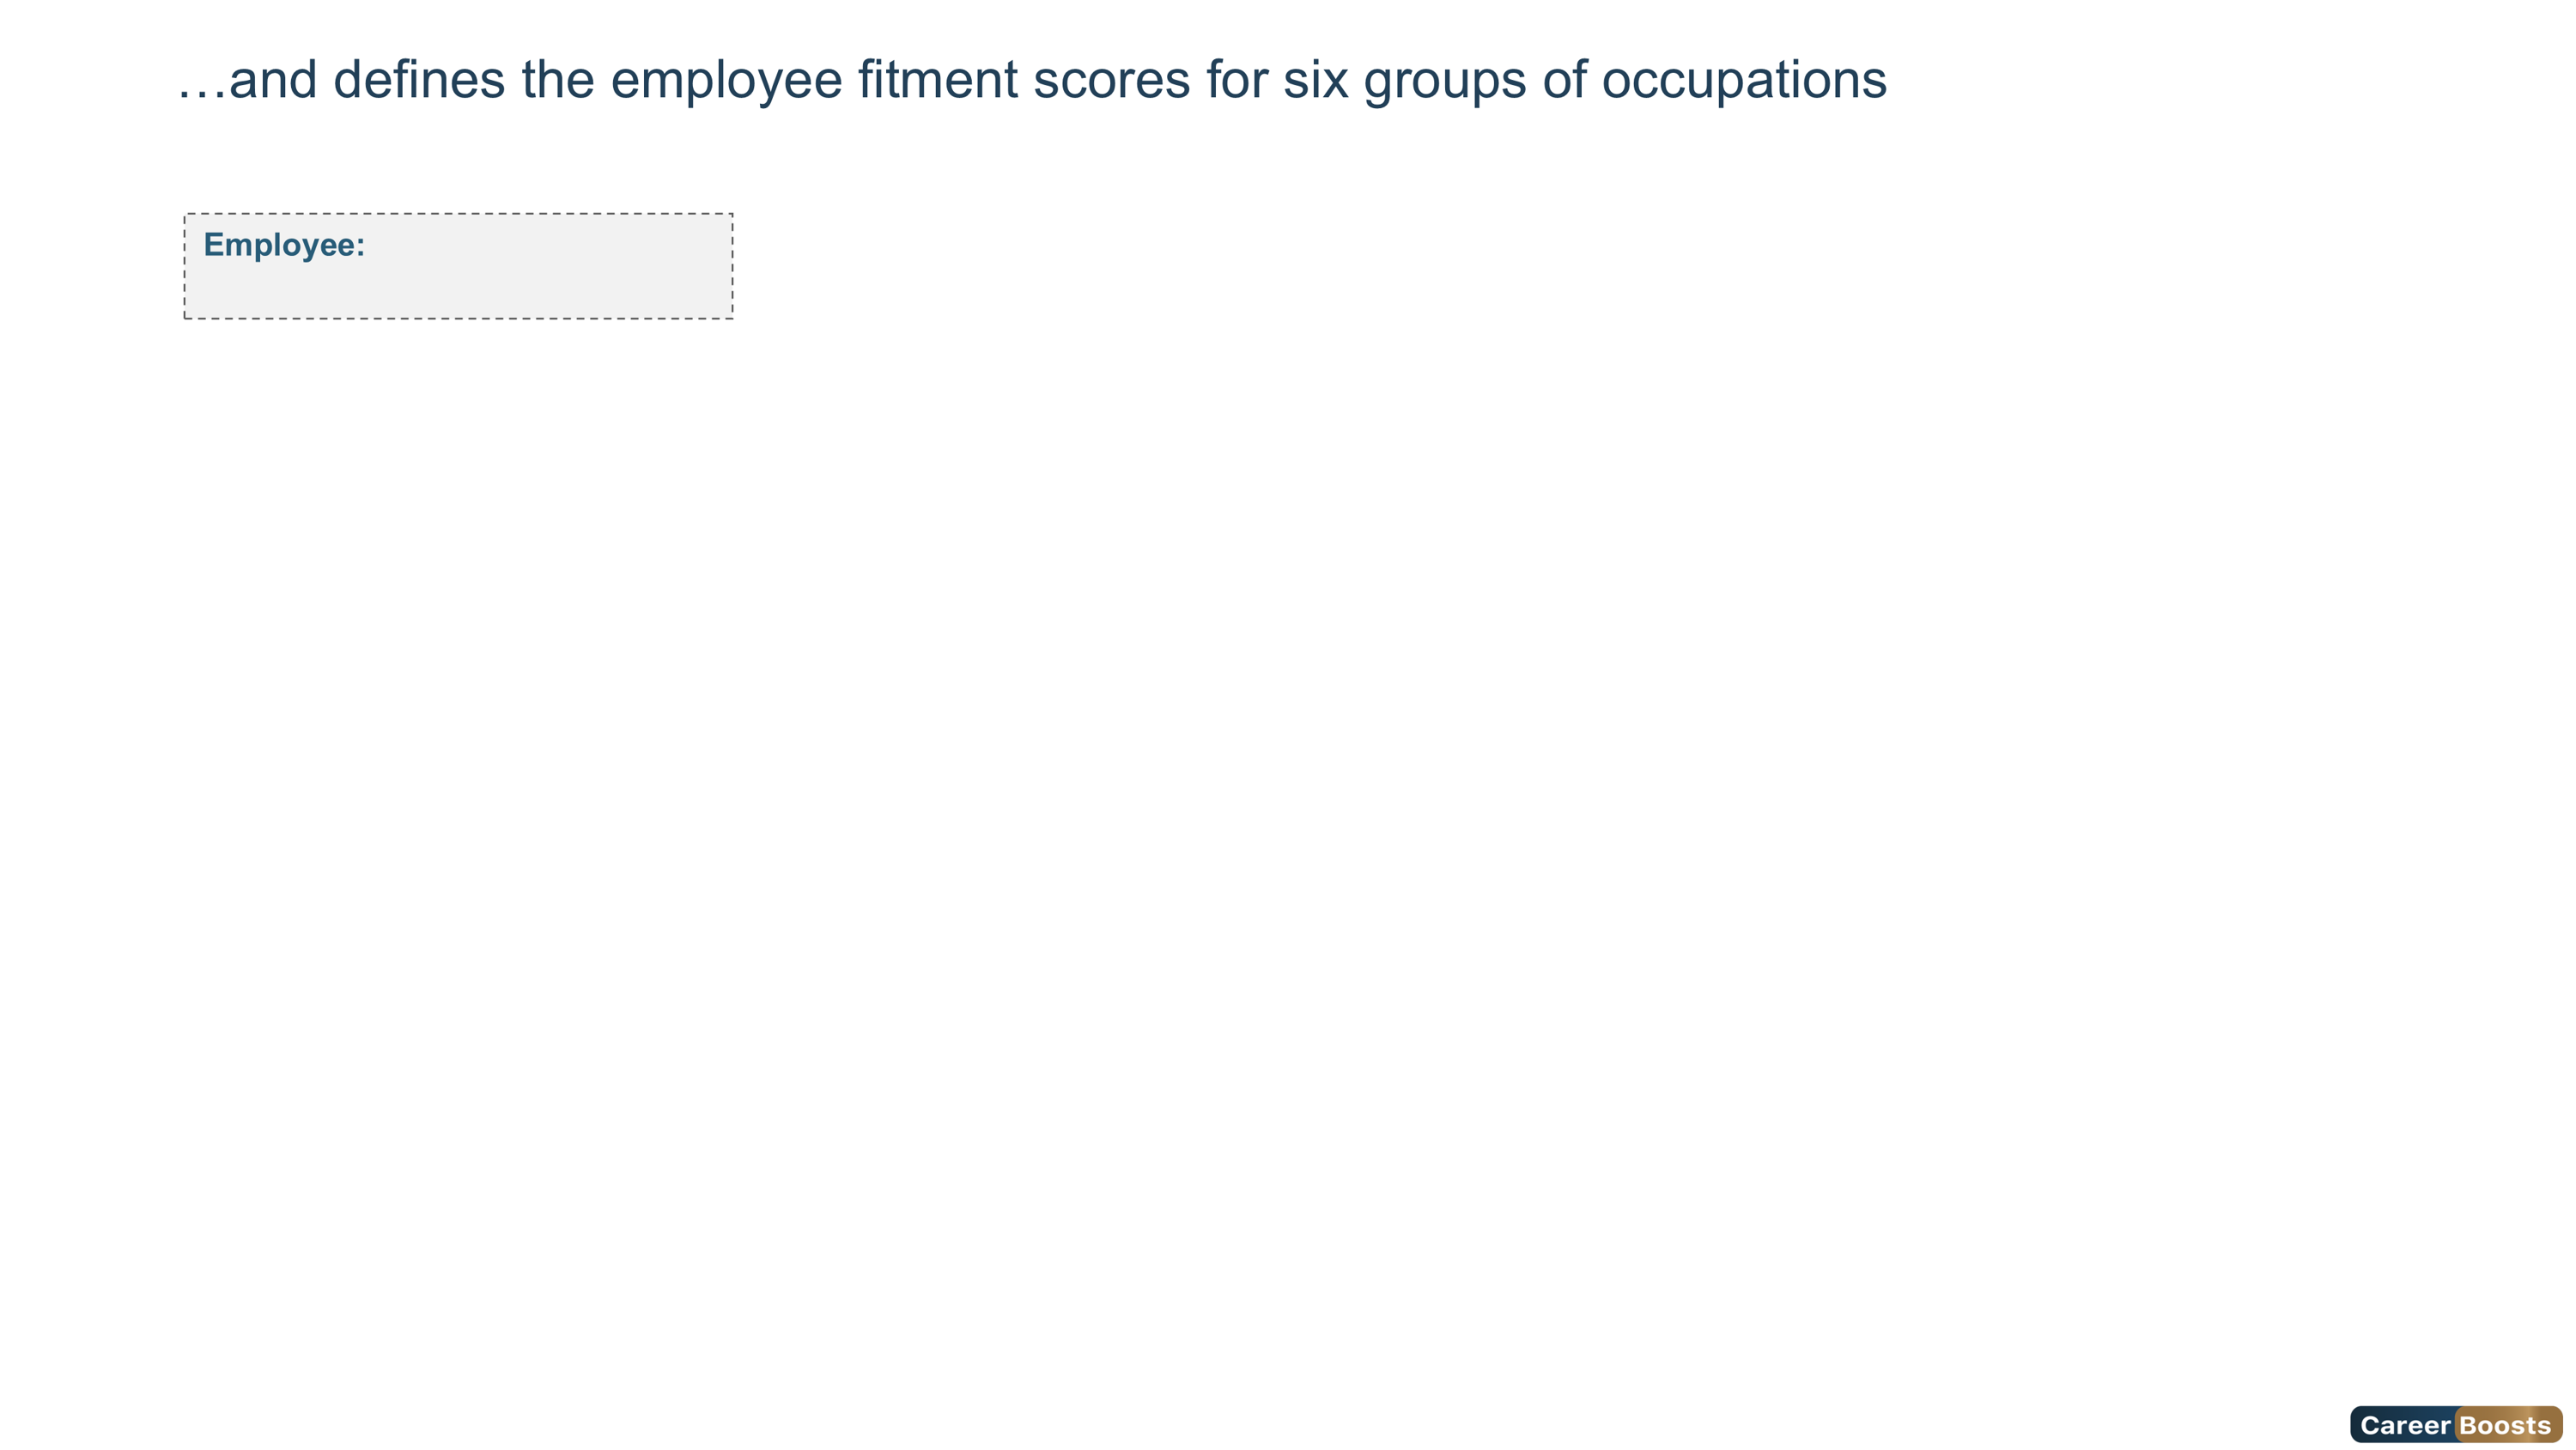 …and defines the employee fitment scores for six groups of occupations
Employee:
Career Boosts